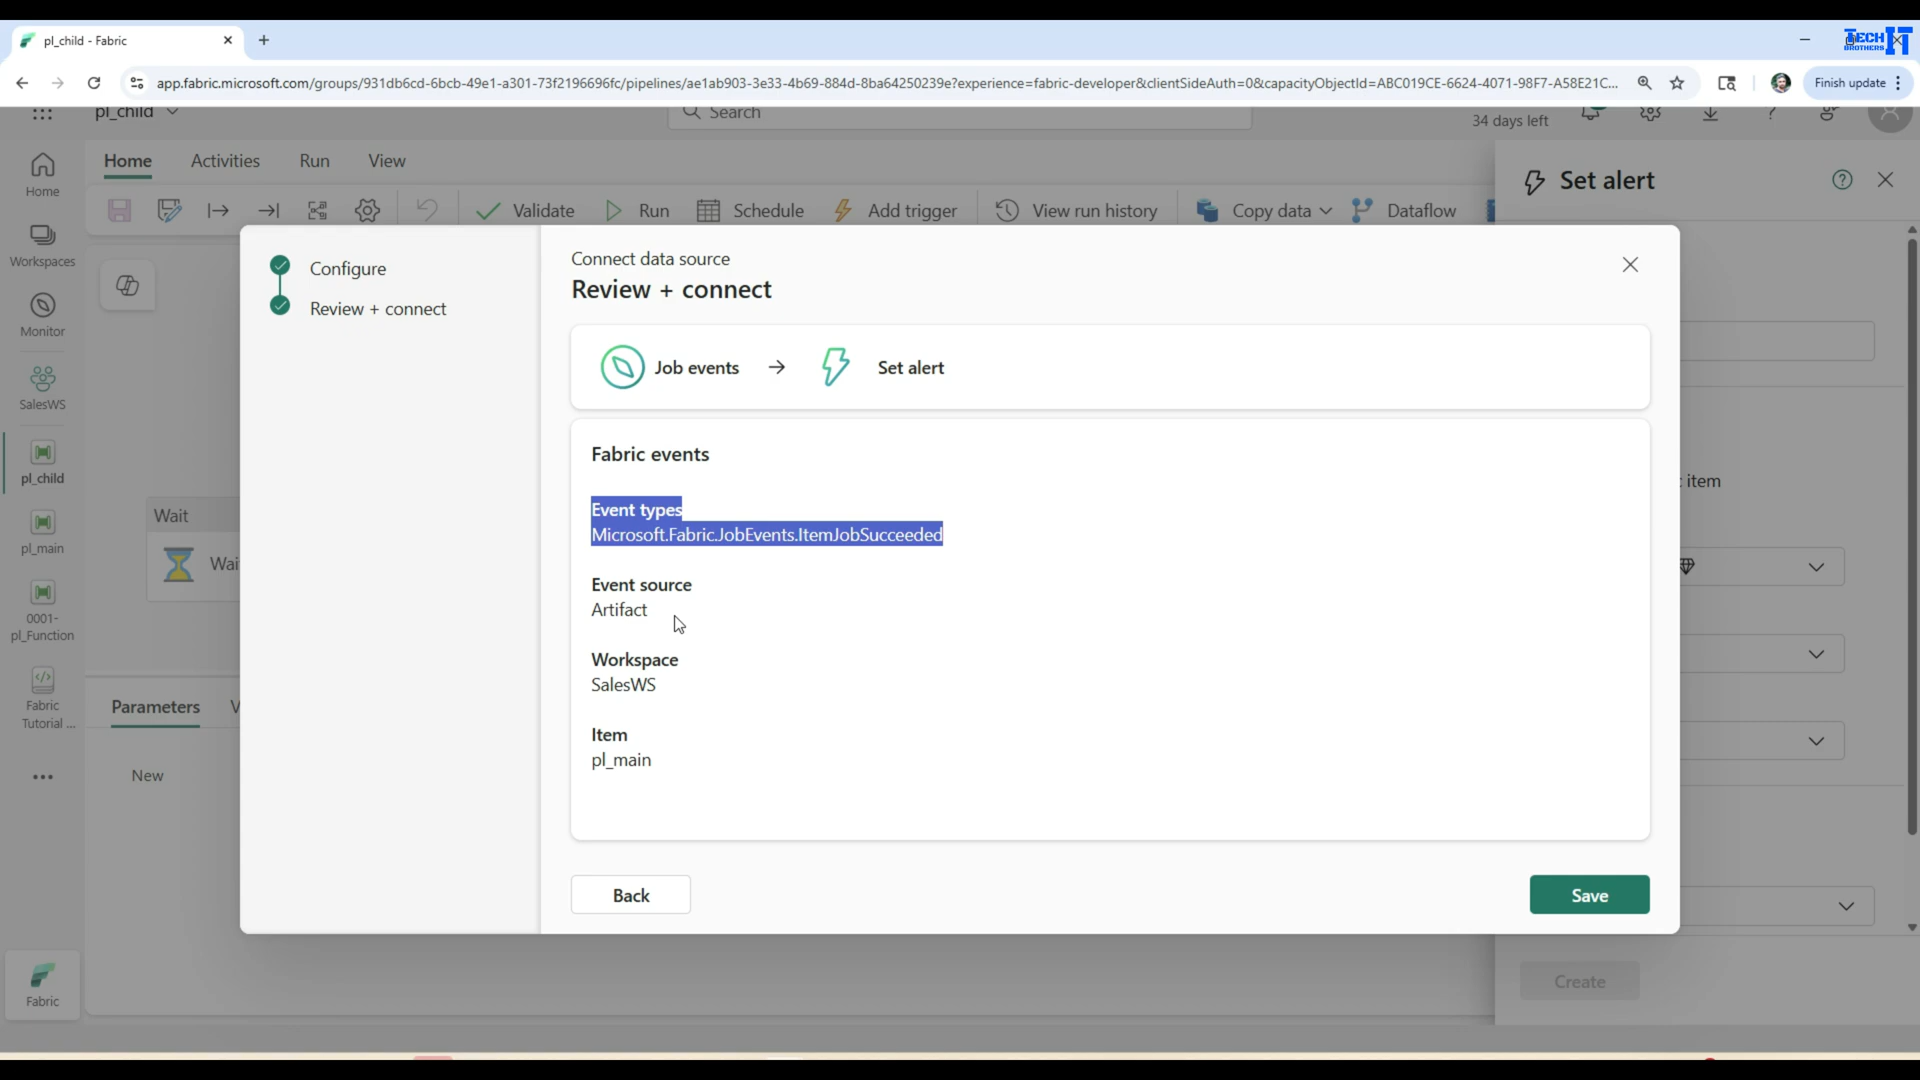 pl_child - Fabric
TECH IT
BROTHERS
app.fabric.microsoft.com/groups/931db6cd-6bcb-49e1-a301-73f2196696fc/pipelines/ae1ab903-3e33-4b69-884d-8ba64250239e?experience=fabric-developer&clientSideAuth=0&capacityObjectId=ABC019CE-6624-4071-98F7-A58E21C...
Finish update
pl_child
Search
34 days left
Home
Activities
Run
View
Validate
Run
Schedule
Add trigger
View run history
Copy data
Dataflow
Set alert
Home
Workspaces
Monitor
SalesWS
pl_child
pl_main
0001-
pl_Function
Fabric
Tutorial ...
Fabric
Wait
Wai
Parameters
V
New
Configure
Review + connect
Connect data source
Review + connect
Job events
Set alert
Fabric events
Event types
Microsoft.Fabric.JobEvents.ItemJobSucceeded
Event source
Artifact
Workspace
SalesWS
Item
pl_main
Back
Save
item
Create